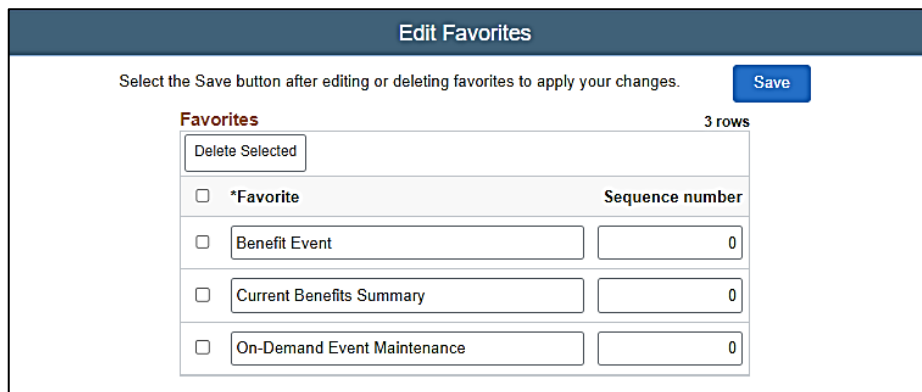 Edit Favorites
Select the Save button after editing or deleting favorites to apply your changes. Save
Favorites 3 rows
Delete Selected
*Favorite Sequence number
Benefit Event 0
Current Benefits Summary 0
On-Demand Event Maintenance 0